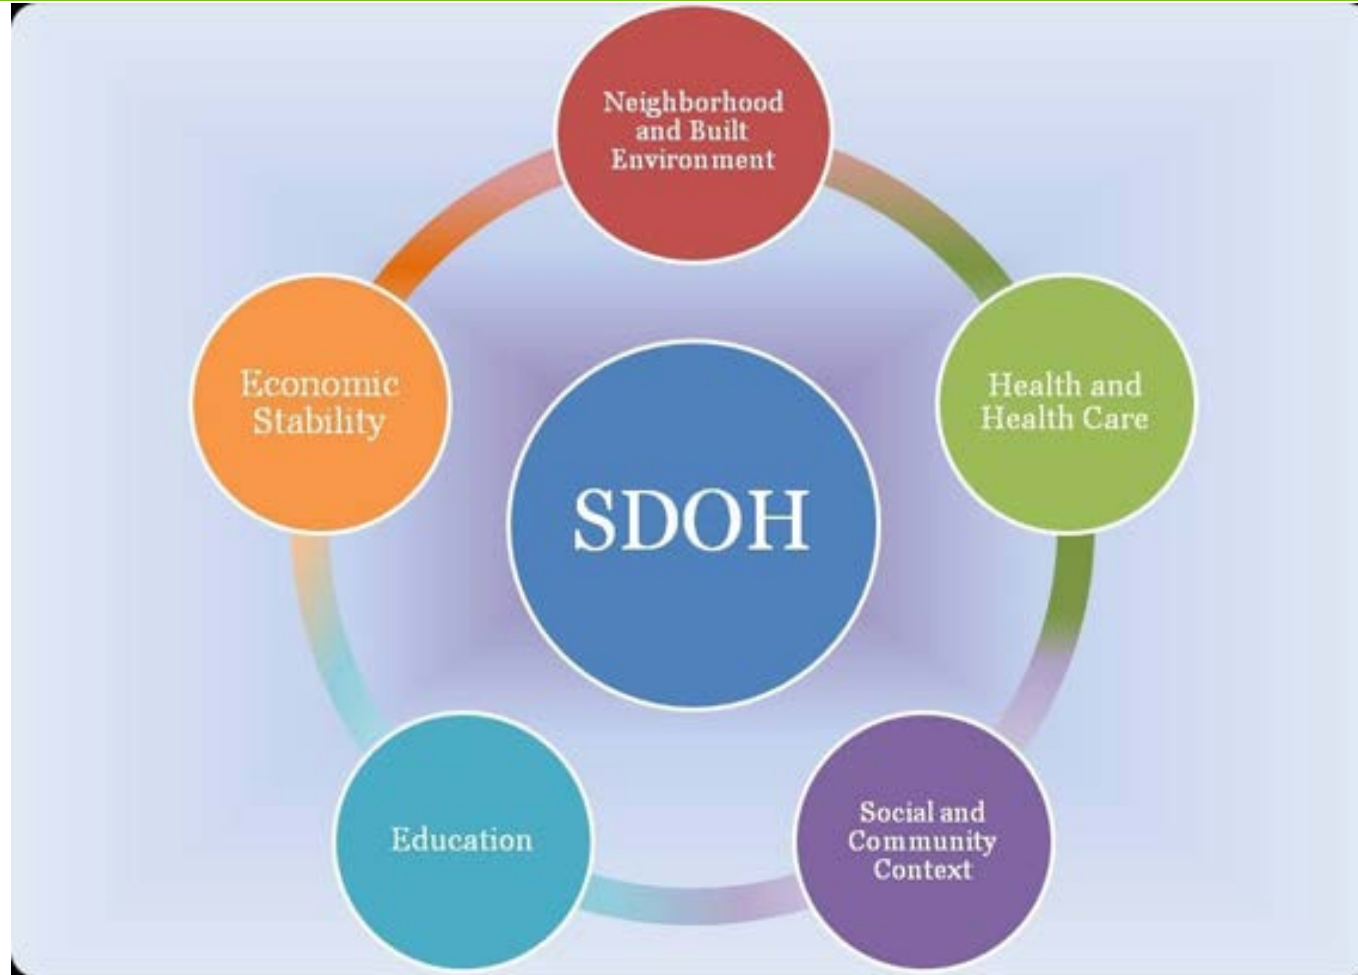 Neighborhood
and Built
Environment
Economic
Stability
Health and
Health Care
SDOH
Education
Social and
Community
Context